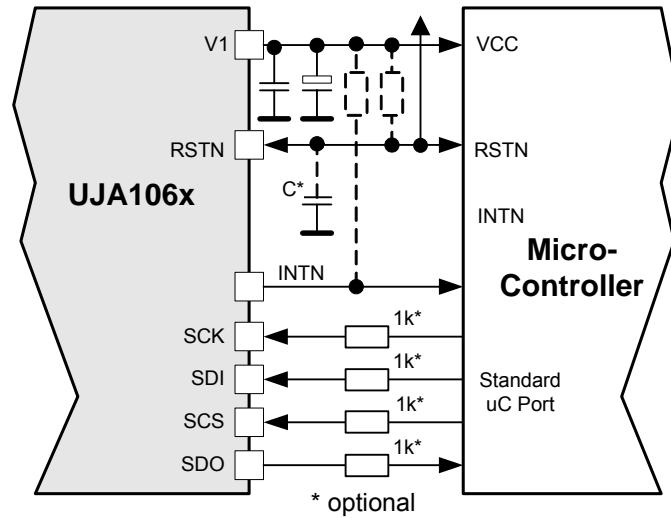 V1
VCC
RSTN
RSTN
UJA106x
C*
INTN
Micro-
Controller
INTN
SCK
1k*
SDI
1k*
Standard
uC Port
SCS
1k*
SDO
1k*
* optional